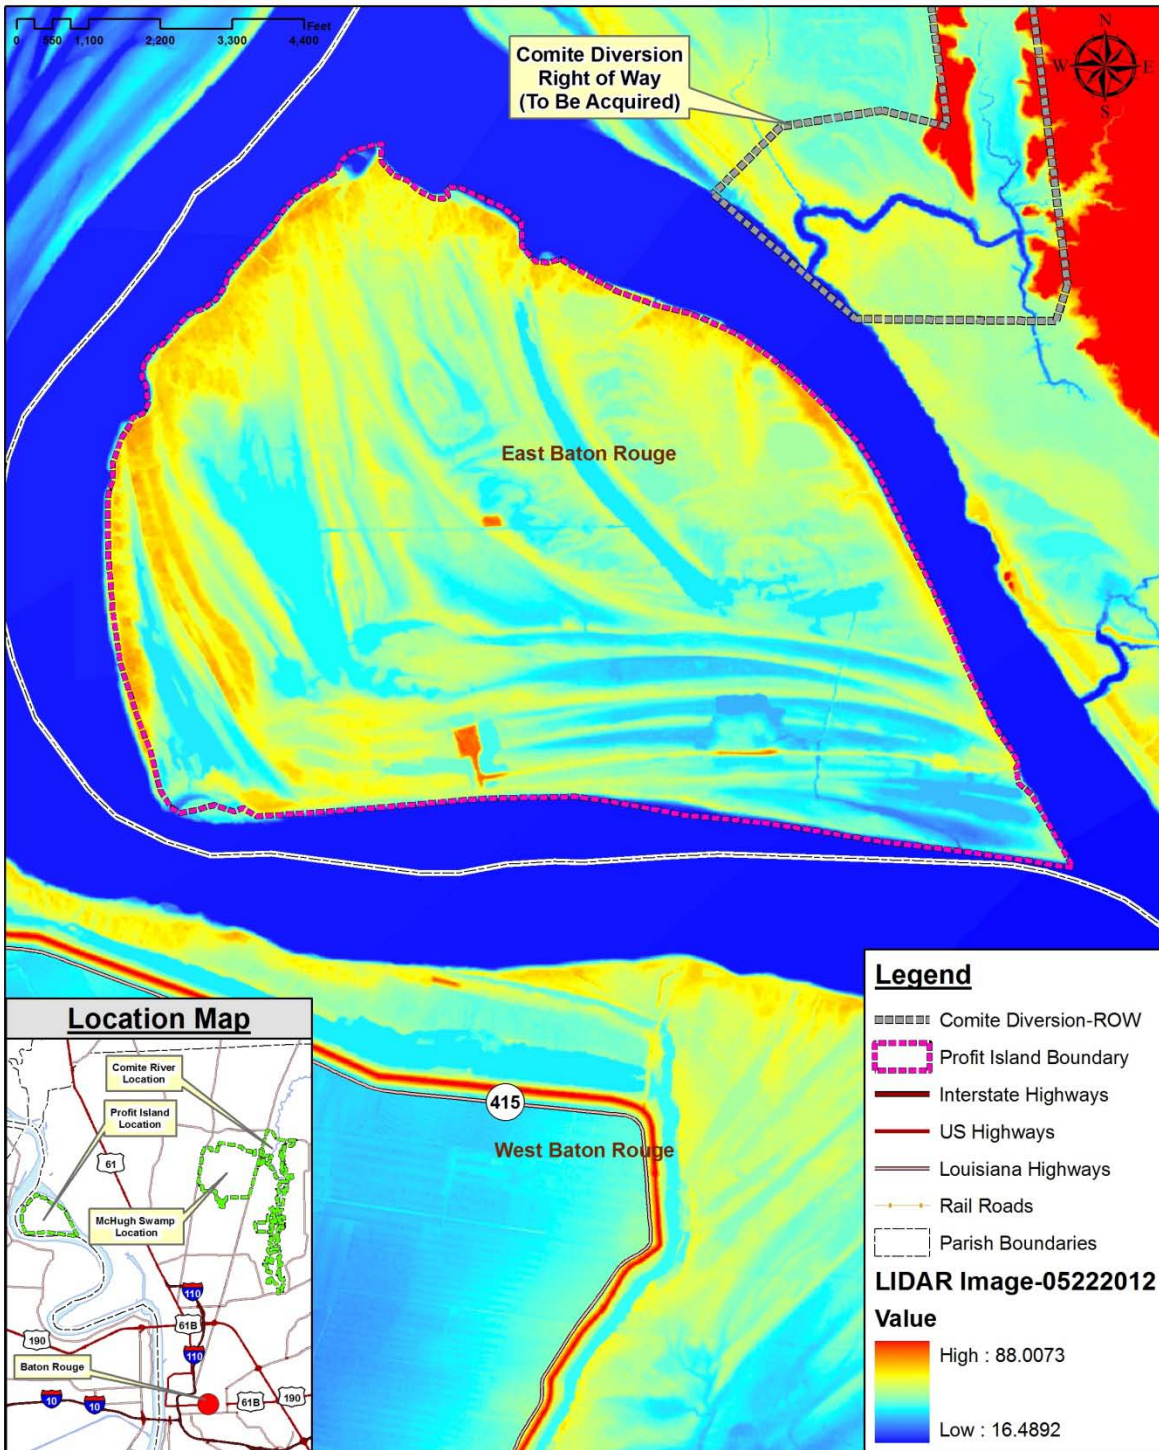 Feet
0 550 1,100 2,200 3,300 4,400
N
W E
S
Comite Diversion
Right of Way
(To Be Acquired)
East Baton Rouge
415
West Baton Rouge
Location Map
Comite River
Location
Profit Island
Location
61
McHugh Swamp
Location
110
61B
190
110
Baton Rouge
10
10
61B
190
Legend
Comite Diversion-ROW
Profit Island Boundary
Interstate Highways
US Highways
Louisiana Highways
Rail Roads
Parish Boundaries
LIDAR Image-05222012
Value
High : 88.0073
Low : 16.4892